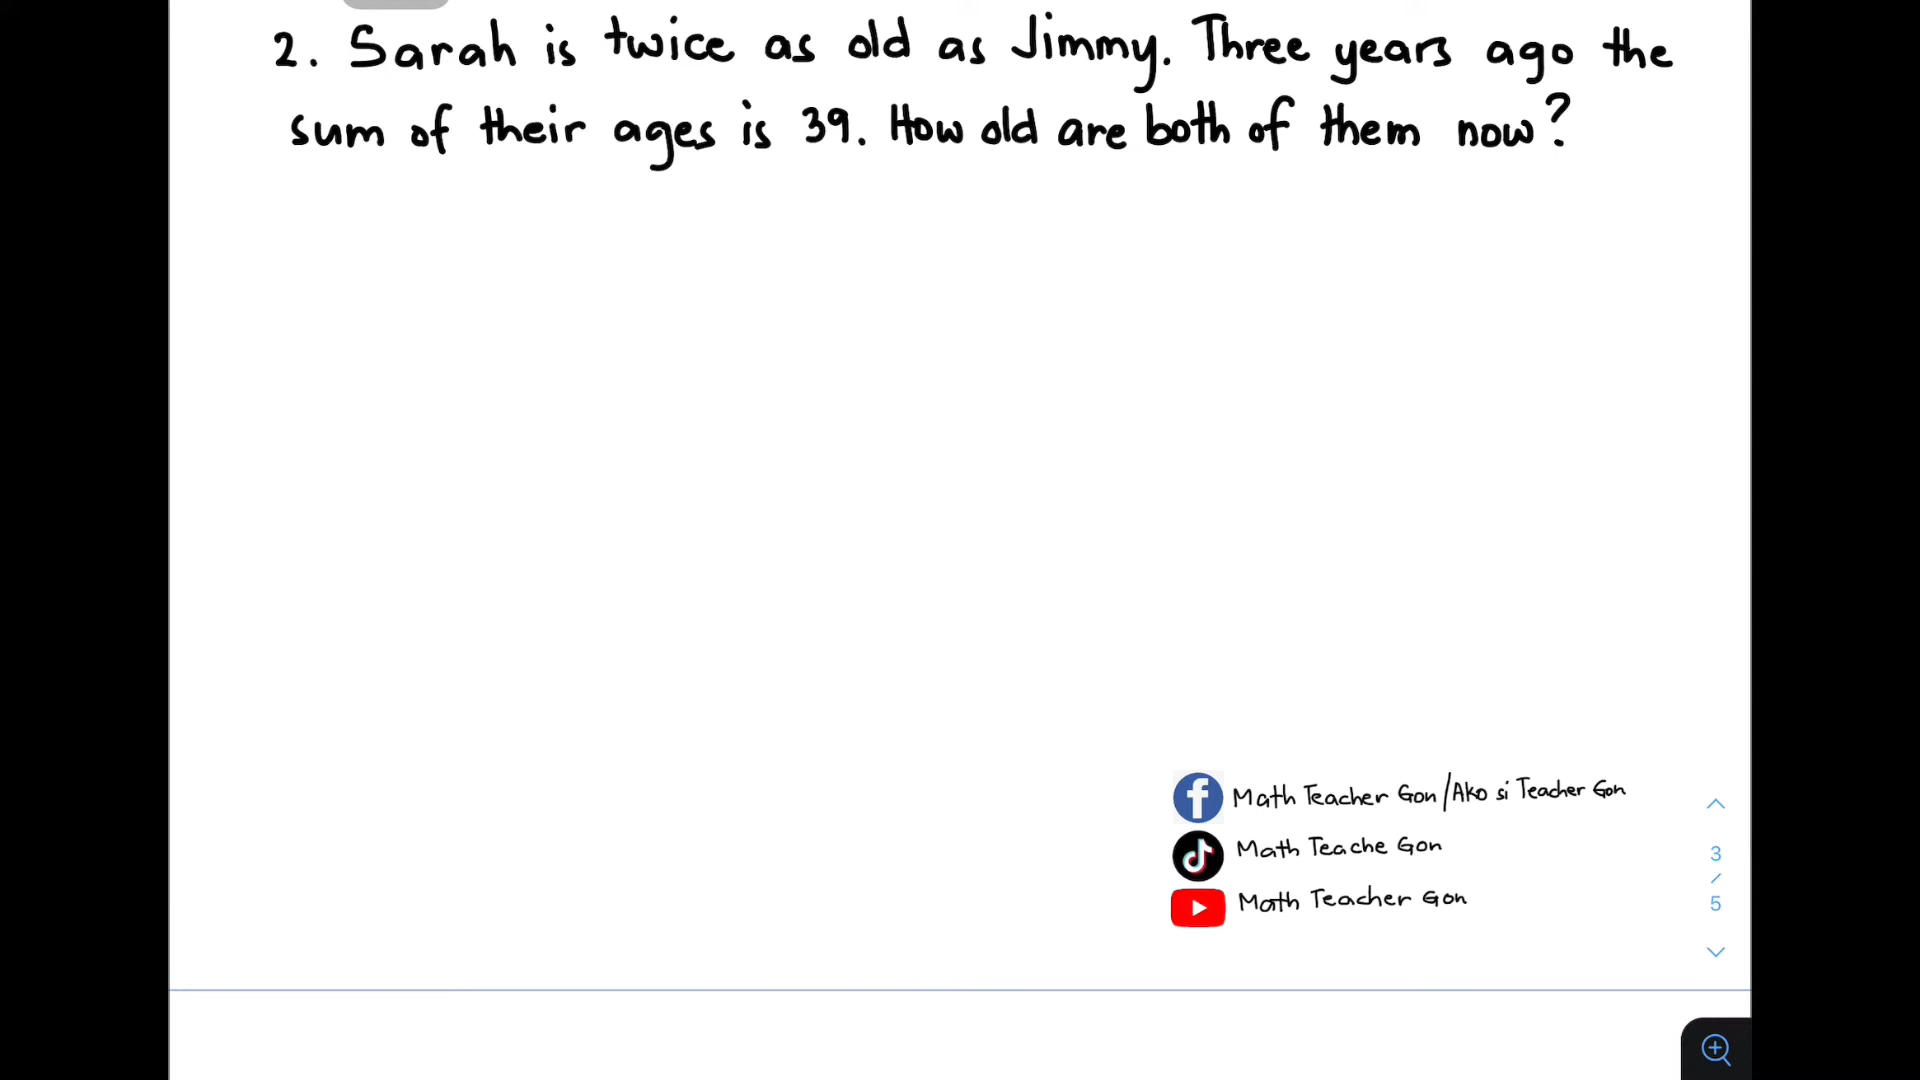 2. Sarah is twice as old as Jimmy. Three years ago the
sum of their ages is 39. How old are both of them now?
Math Teacher Gon/Ako si Teacher Gon
Math Teache Gon
Math Teacher Gon
3
/
5